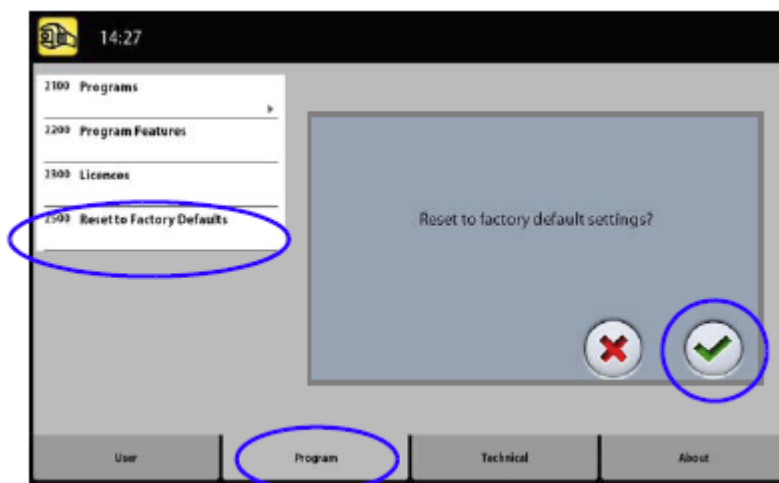 14:27
2100 Programs
2200 Program Features
2300 Licences
2500 Reset to Factory Defaults
Reset to factory default settings?
User Program Technical About